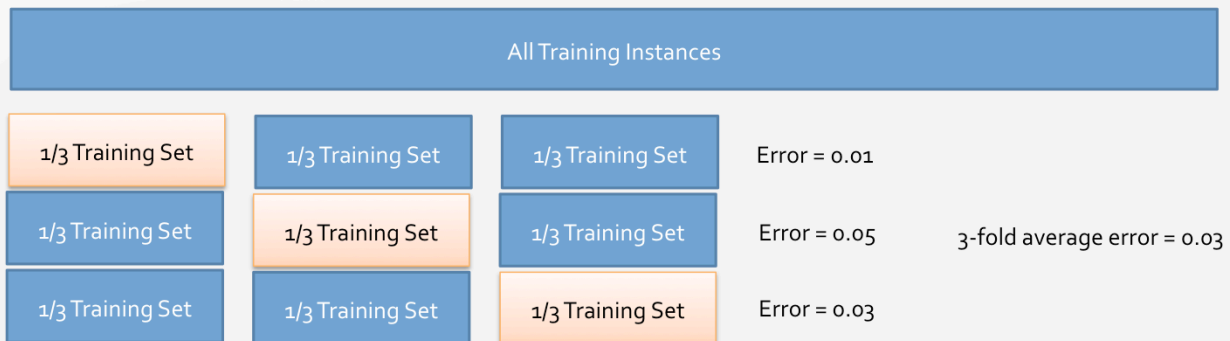 All Training Instances
1/3 Training Set 1/3 Training Set 1/3 Training Set Error = 0.01
1/3 Training Set 1/3 Training Set 1/3 Training Set Error = 0.05 3-fold average error = 0.03
1/3 Training Set 1/3 Training Set 1/3 Training Set Error = 0.03